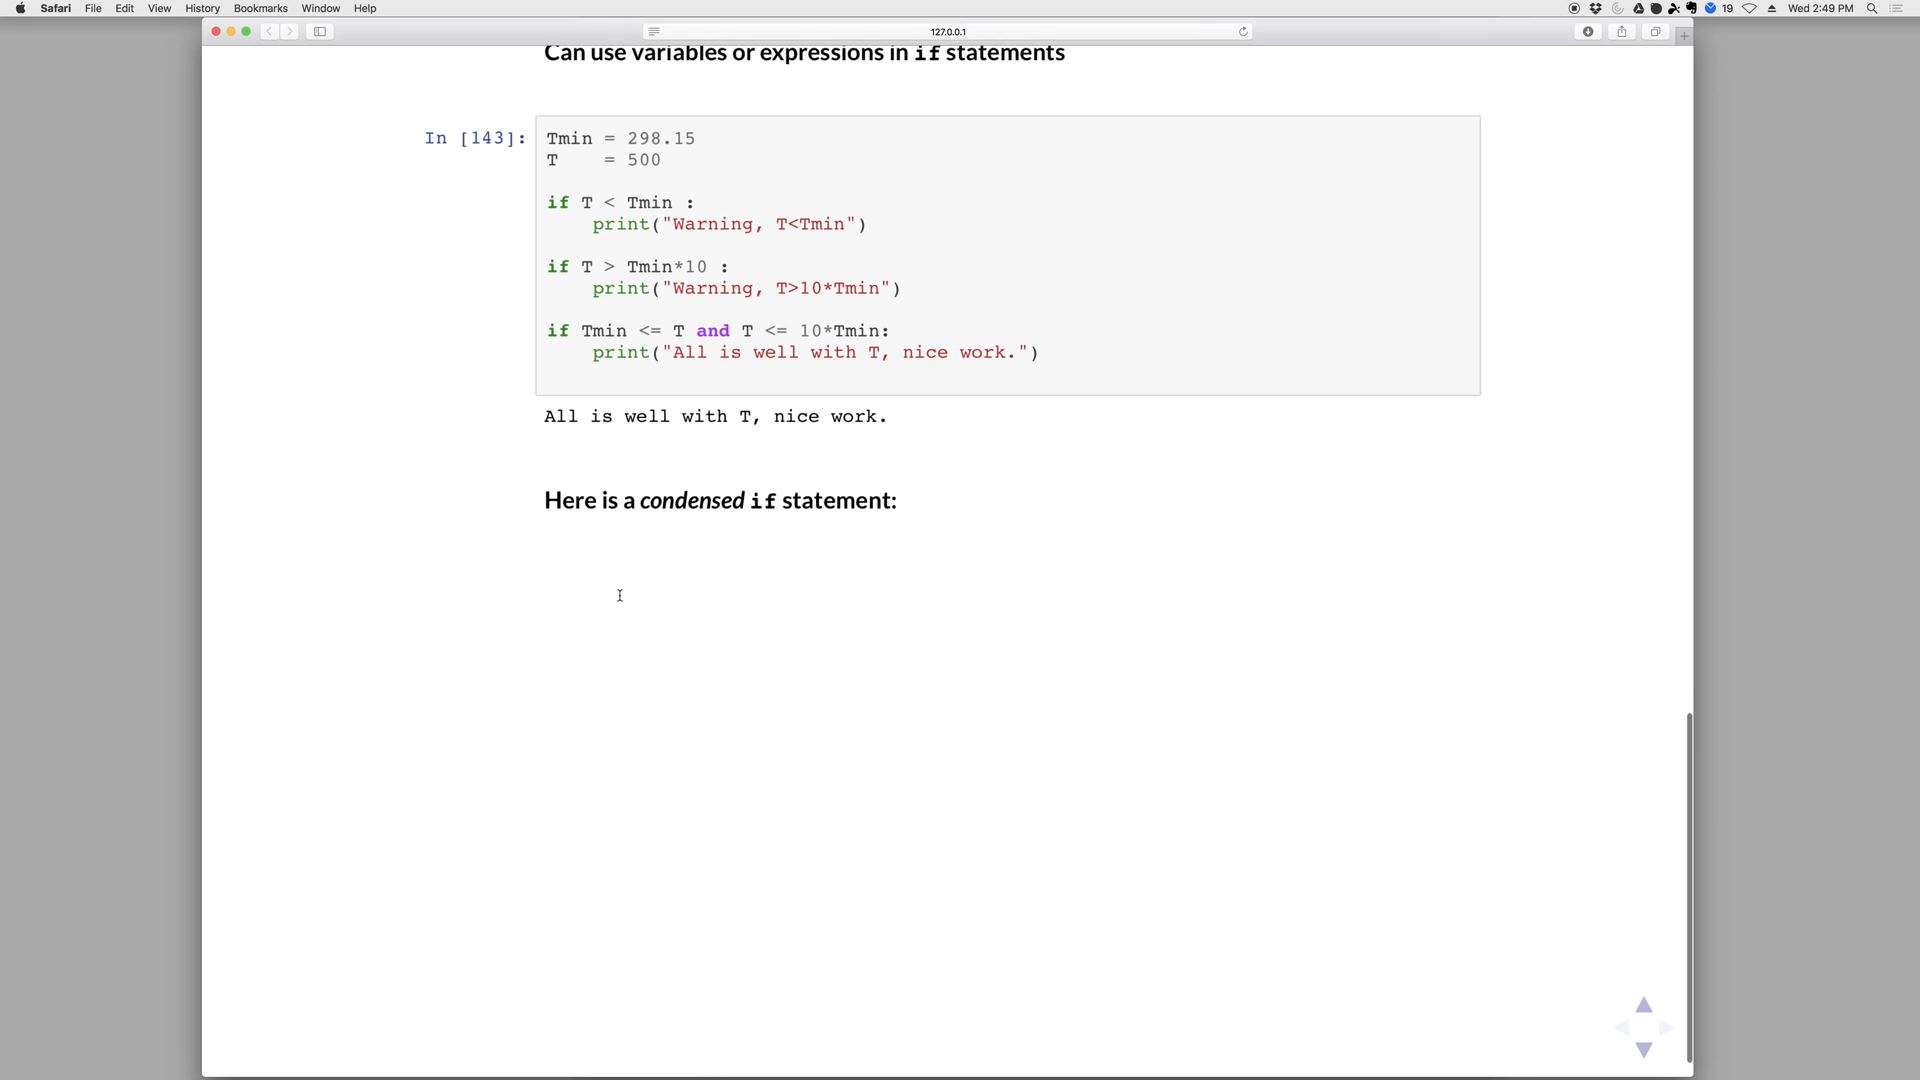 Safari File Edit View History Bookmarks Window Help 19 Wed 2:49 PM
127.0.0.1
Can use variables or expressions in if statements
In [143]:
Tmin = 298.15
T    = 500
if T < Tmin :
    print("Warning, T<Tmin")
if T > Tmin*10 :
    print("Warning, T>10*Tmin")
if Tmin <= T and T <= 10*Tmin:
    print("All is well with T, nice work.")
All is well with T, nice work.
Here is a condensed if statement: